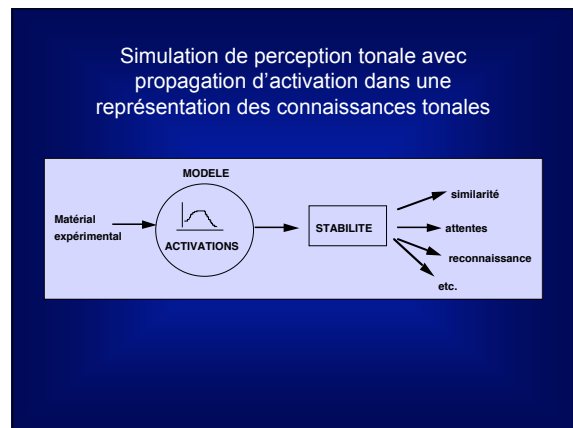 Simulation de perception tonale avec
propagation d'activation dans une
représentation des connaissances tonales
MODELE
Matérial
expérimental
ACTIVATIONS
STABILITE
similarité
attentes
reconnaissance
etc.